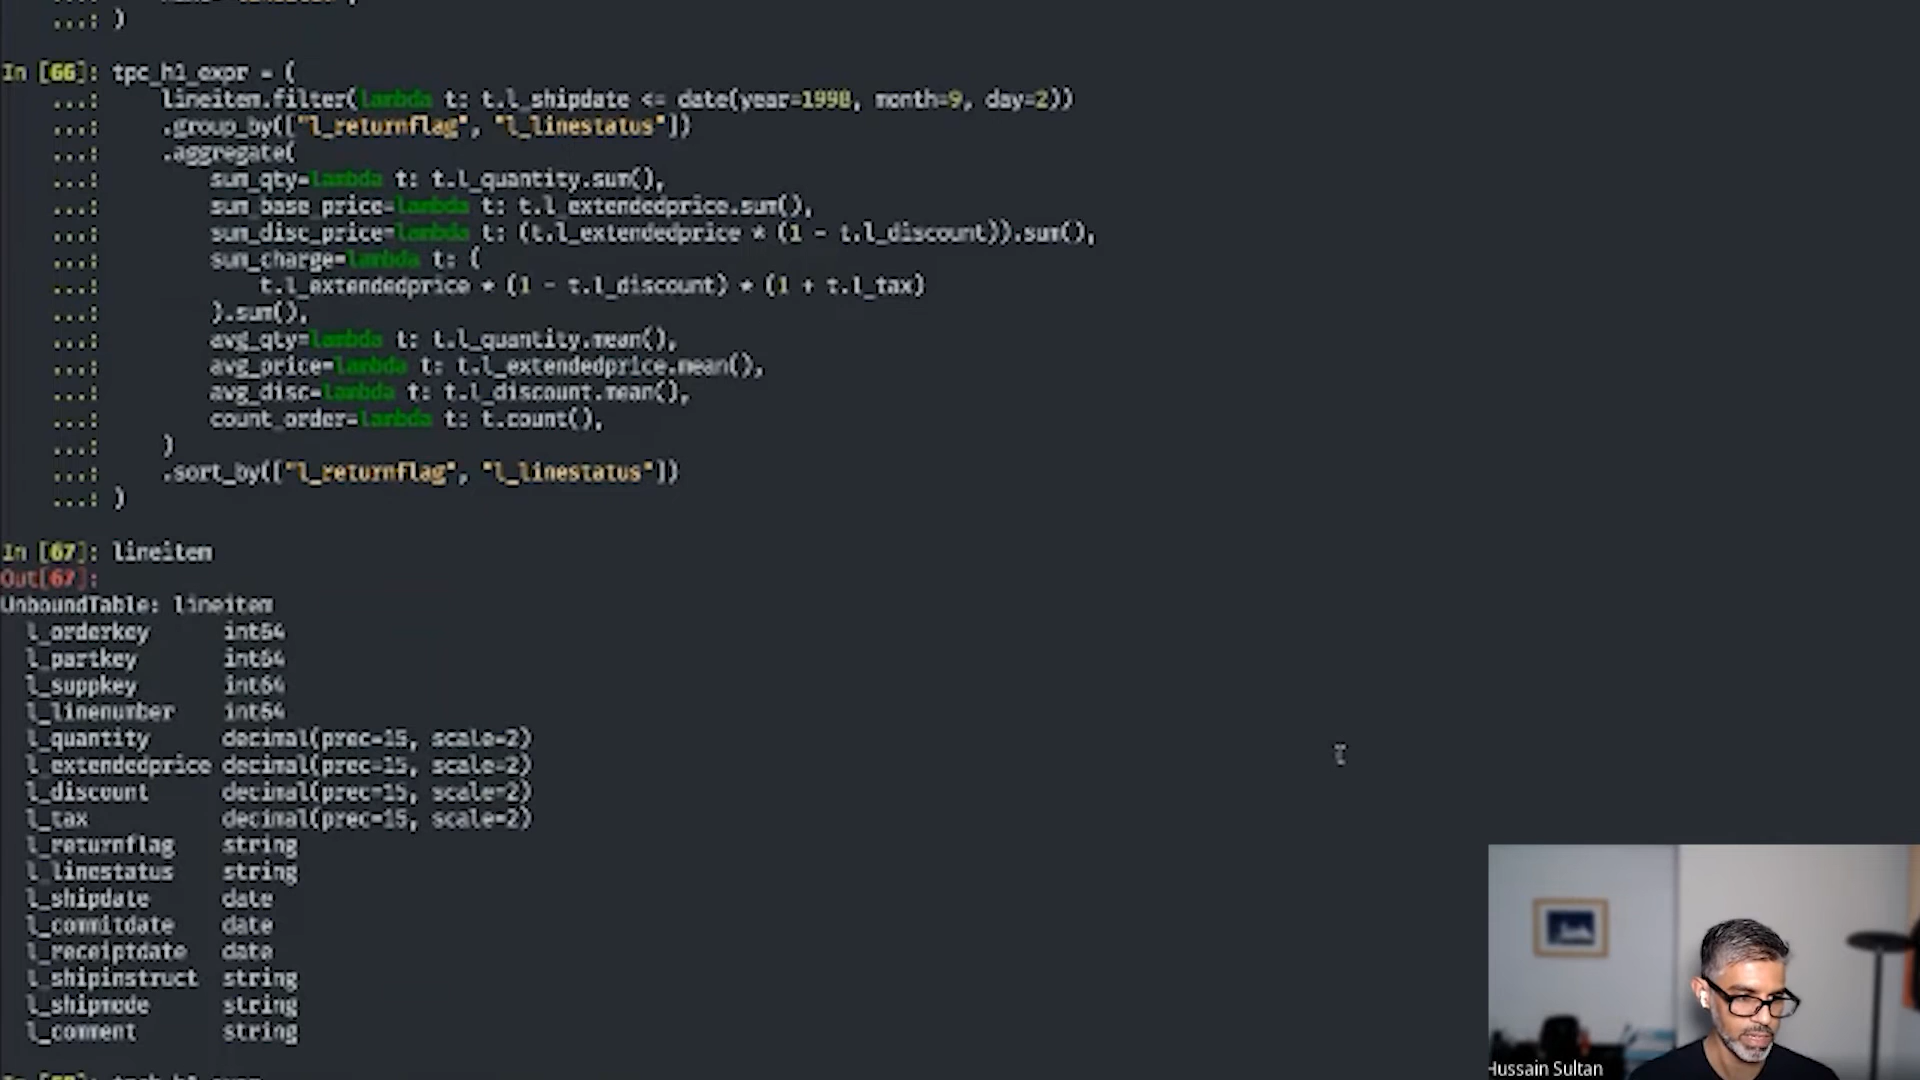 ...: )
In [66]: tpc_h1_expr = (
...:     lineitem.filter(lambda t: t.l_shipdate <= date(year=1998, month=9, day=2))
...:     .group_by(["l_returnflag", "l_linestatus"])
...:     .aggregate(
...:         sum_qty=lambda t: t.l_quantity.sum(),
...:         sum_base_price=lambda t: t.l_extendedprice.sum(),
...:         sum_disc_price=lambda t: (t.l_extendedprice * (1 - t.l_discount)).sum(),
...:         sum_charge=lambda t: (
...:             t.l_extendedprice * (1 - t.l_discount) * (1 + t.l_tax)
...:         ).sum(),
...:         avg_qty=lambda t: t.l_quantity.mean(),
...:         avg_price=lambda t: t.l_extendedprice.mean(),
...:         avg_disc=lambda t: t.l_discount.mean(),
...:         count_order=lambda t: t.count(),
...:     )
...:     .sort_by(["l_returnflag", "l_linestatus"])
...: )
In [67]: lineitem
Out[67]:
UnboundTable: lineitem
l_orderkey      int64
l_partkey       int64
l_suppkey       int64
l_linenumber    int64
l_quantity      decimal(prec=15, scale=2)
l_extendedprice decimal(prec=15, scale=2)
l_discount      decimal(prec=15, scale=2)
l_tax           decimal(prec=15, scale=2)
l_returnflag    string
l_linestatus    string
l_shipdate      date
l_commitdate    date
l_receiptdate   date
l_shipinstruct  string
l_shipmode      string
l_comment       string
Hussain Sultan